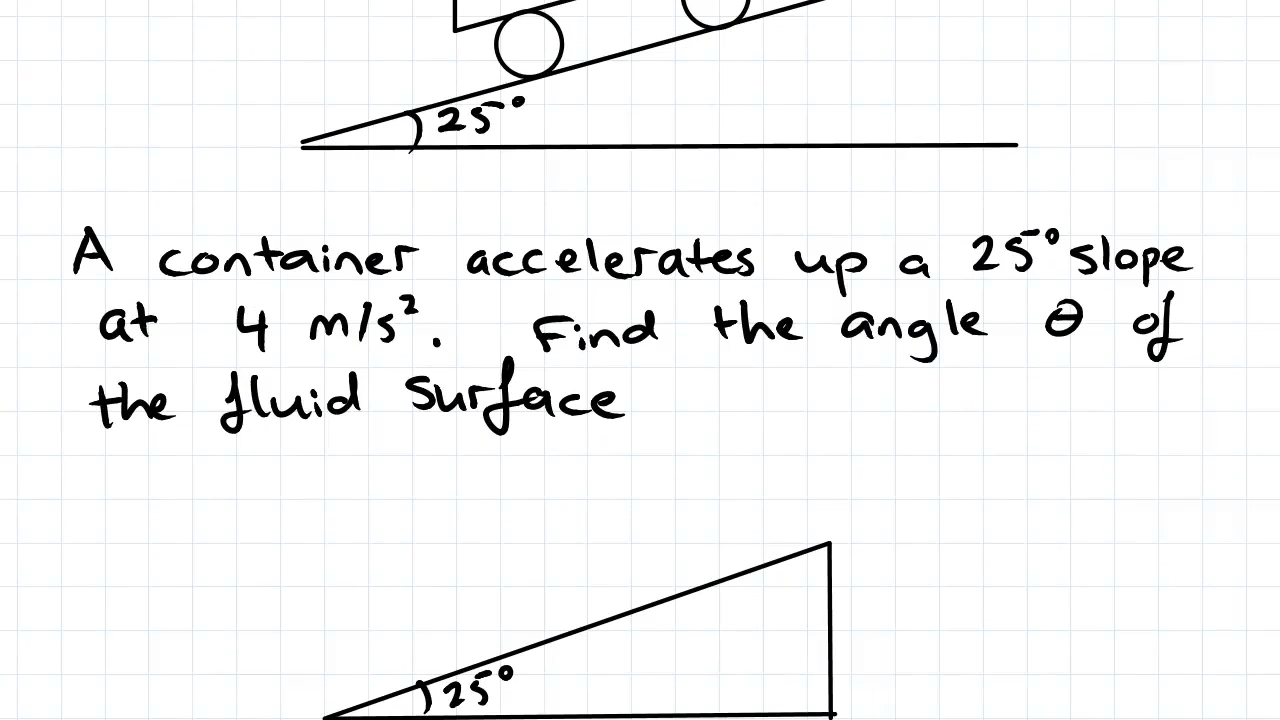 25°
A container accelerates up a 25° slope
at 4 m/s². Find the angle θ of
the fluid surface
25°